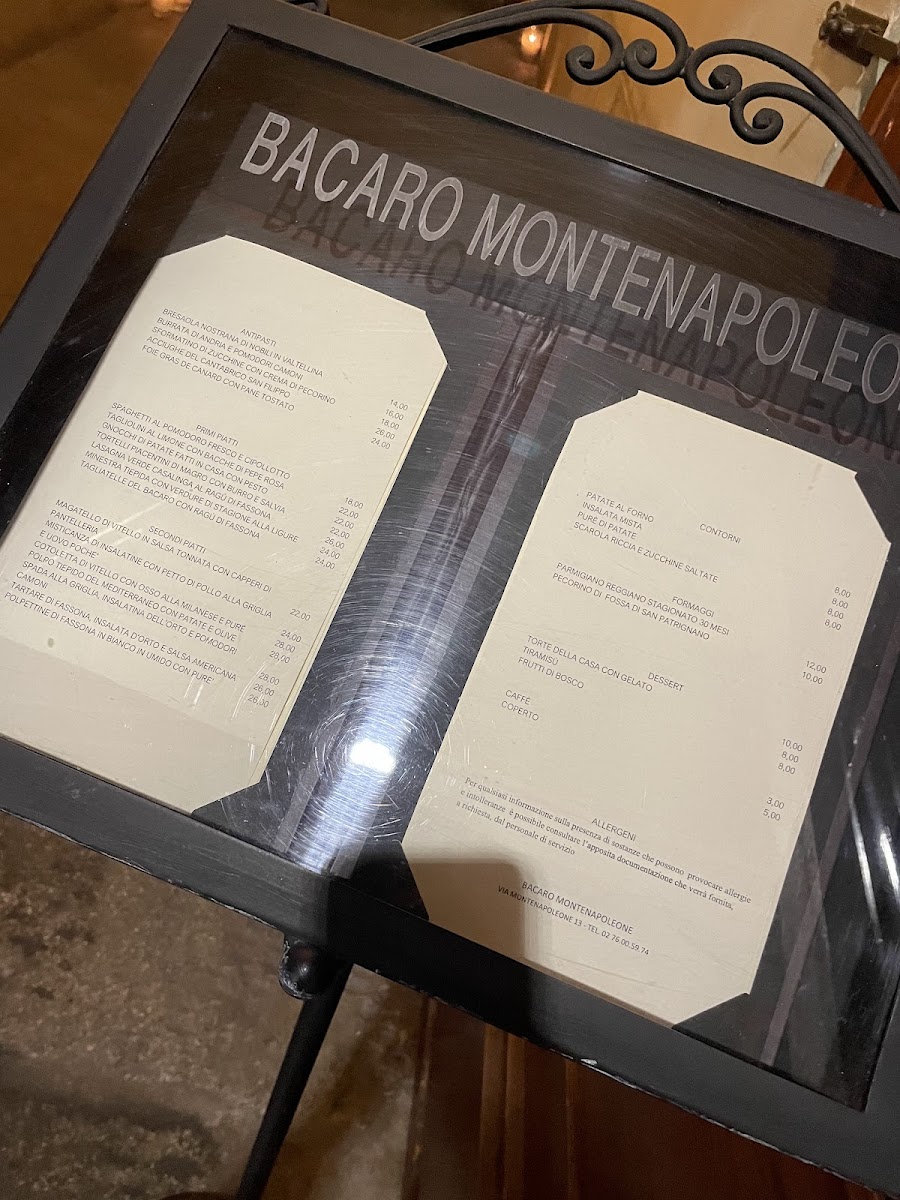 BACARO MONTENAPOLEO
ANTIPASTI
BRESAOLA NOSTRANA DI NOBILI IN VALTELLINA 14,00
BURRATA DI ANDRIA E POMODORI CAMONI 16,00
SFORMATINO DI ZUCCHINE CON CREMA DI PECORINO 18,00
ACCIUGHE DEL CANTABRICO SAN FILIPPO 26,00
FOIE GRAS DE CANARD CON PANE TOSTATO 24,00
PRIMI PIATTI
SPAGHETTI AL POMODORO FRESCO E CIPOLLOTTO 18,00
TAGLIOLINI AL LIMONE CON BACCHE DI PEPE ROSA 22,00
GNOCCHI DI PATATE FATTI IN CASA CON PESTO 22,00
TORTELLI PIACENTINI DI MAGRO CON BURRO E SALVIA 22,00
LASAGNA VERDE CASALINGA AL RAGÚ DI FASSONA 26,00
MINESTRA TIEPIDA CON VERDURE DI STAGIONE ALLA LIGURE 24,00
TAGLIATELLE DEL BACARO CON RAGÙ DI FASSONA 24,00
SECONDI PIATTI
MAGATELLO DI VITELLO IN SALSA TONNATA CON CAPPERI DI
PANTELLERIA 22,00
MISTICANZA DI INSALATINE CON PETTO DI POLLO ALLA GRIGLIA
E UOVO POCHE' 24,00
COTOLETTA DI VITELLO CON OSSO ALLA MILANESE E PURE 28,00
POLPO TIEPIDO DEL MEDITERRANEO CON PATATE E OLIVE 28,00
SPADA ALLA GRIGLIA, INSALATINA DELL'ORTO E POMODORI
CAMONI 28,00
TARTARE DI FASSONA, INSALATA D'ORTO E SALSA AMERICANA 26,00
POLPETTINE DI FASSONA IN BIANCO IN UMIDO CON PURE' 26,00
CONTORNI
PATATE AL FORNO 8,00
INSALATA MISTA 8,00
PURÈ DI PATATE 8,00
SCAROLA RICCIA E ZUCCHINE SALTATE 8,00
FORMAGGI
PARMIGIANO REGGIANO STAGIONATO 30 MESI 12,00
PECORINO DI FOSSA DI SAN PATRIGNANO 10,00
DESSERT
TORTE DELLA CASA CON GELATO 10,00
TIRAMISÙ 8,00
FRUTTI DI BOSCO 8,00
CAFFÈ 3,00
COPERTO 5,00
ALLERGENI
Per qualsiasi informazione sulla presenza di sostanze che possono provocare allergie
e intolleranze è possibile consultare l'apposita documentazione che verrà fornita,
a richiesta, dal personale di servizio
BACARO MONTENAPOLEONE
VIA MONTENAPOLEONE 13 - TEL. 02 76.00.59.74